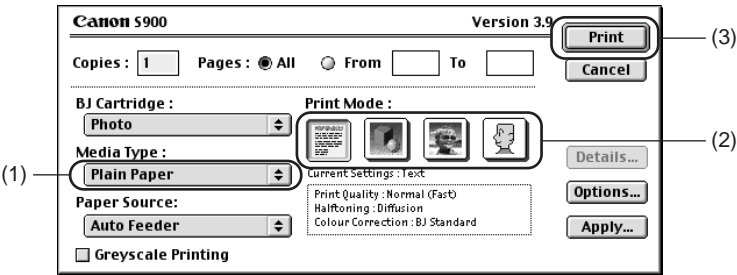 Canon S900
Version 3.9
Print
(3)
Copies : 1 Pages : All From To
Cancel
BJ Cartridge :
Photo
Print Mode :
(2)
Media Type :
(1)
Plain Paper
Current Settings : Text
Details...
Print Quality : Normal (Fast)
Halftoning : Diffusion
Colour Correction : BJ Standard
Options...
Paper Source:
Auto Feeder
Apply...
Greyscale Printing